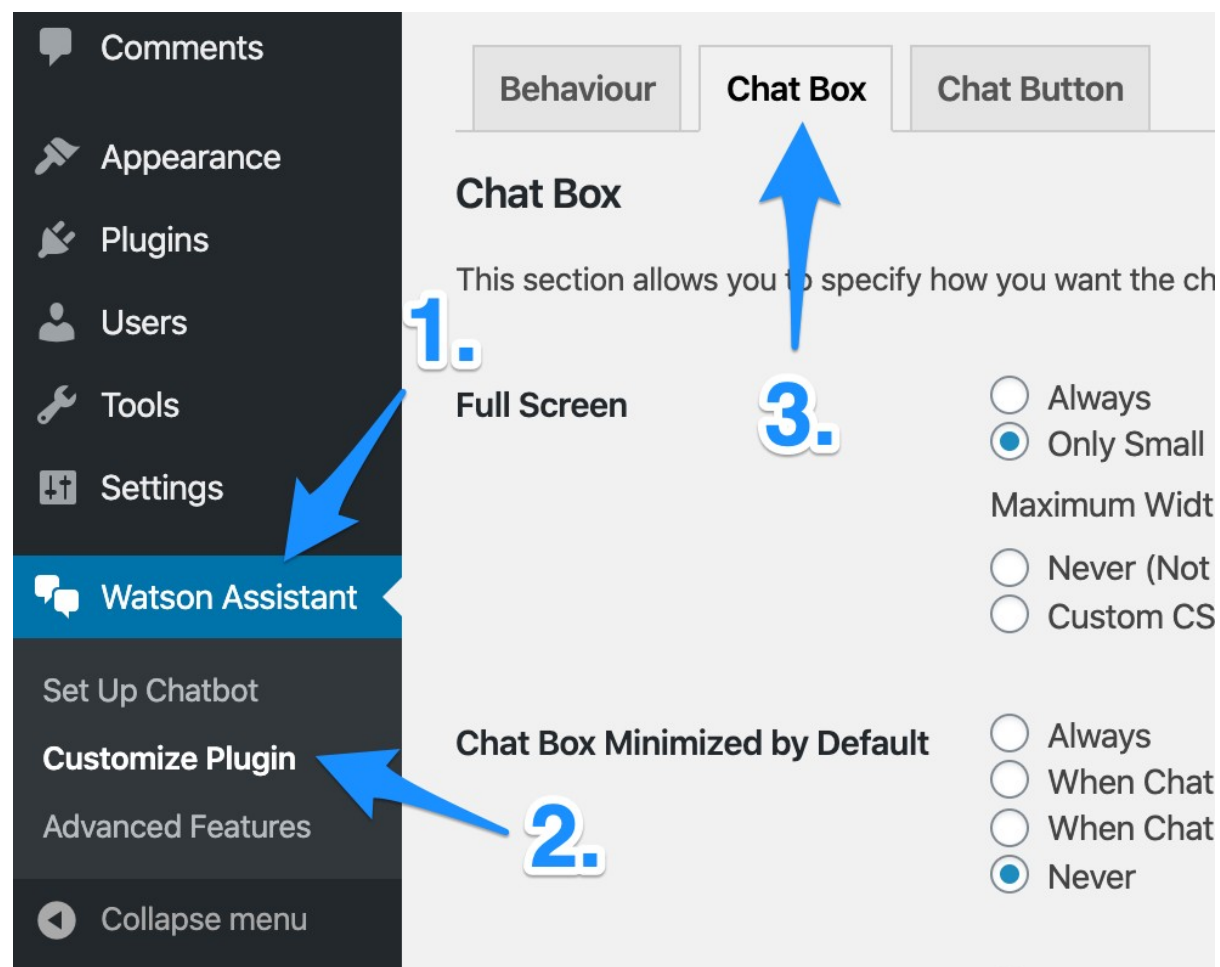 Comments
Appearance
Plugins
Users
Tools
Settings
Watson Assistant
Set Up Chatbot
Customize Plugin
Advanced Features
Collapse menu
Behaviour
Chat Box
Chat Button
Chat Box
This section allows you to specify how you want the ch
1.
3.
Full Screen
Always
Only Small
Maximum Widt
Never (Not
Custom CS
Chat Box Minimized by Default
Always
When Chat
When Chat
Never
2.